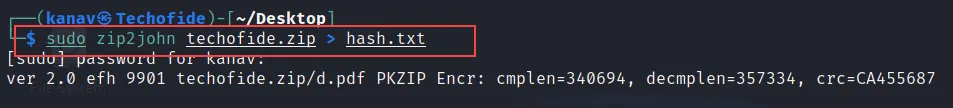 ┌──(kanav㉿Techofide)-[~/Desktop]
└─$ sudo zip2john techofide.zip > hash.txt
[sudo] password for kanav:
ver 2.0 efh 9901 techofide.zip/d.pdf PKZIP Encr: cmplen=340694, decmplen=357334, crc=CA455687